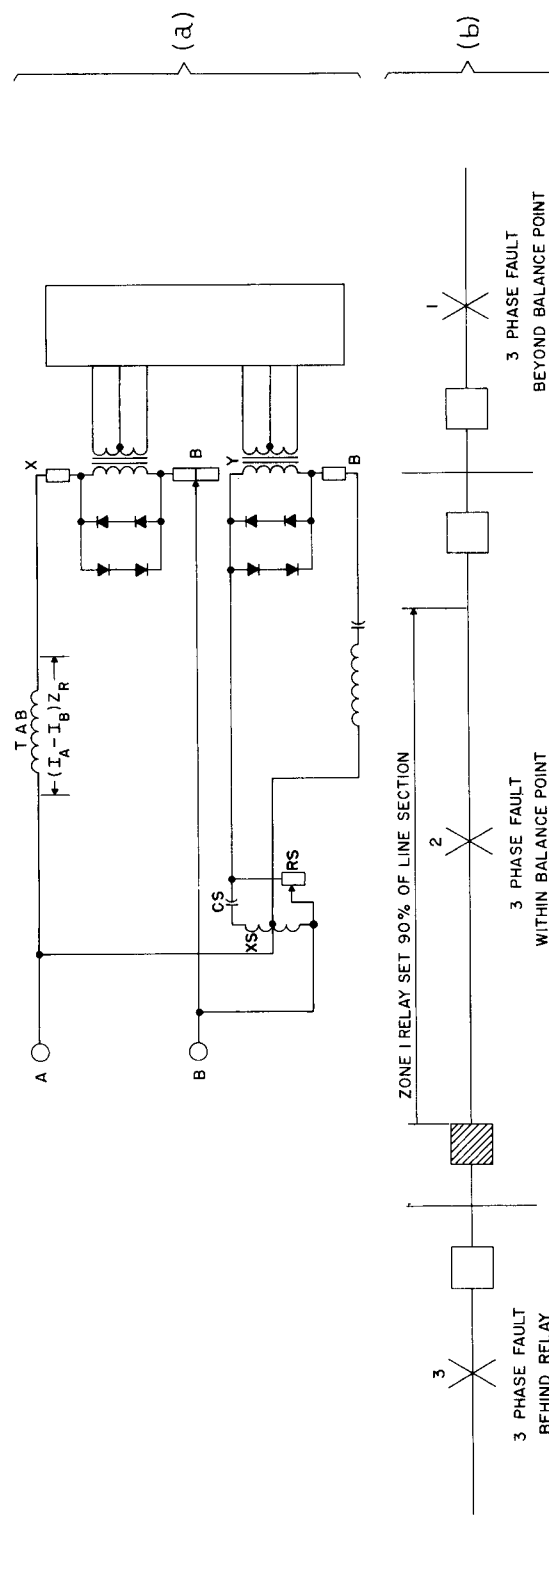 (a)
TAB
(I_A-I_B)Z_R
X
A
B
Y
B
B
CS
XS
RS
(b)
ZONE 1 RELAY SET 90% OF LINE SECTION
3
3 PHASE FAULT
BEHIND RELAY
2
3 PHASE FAULT
WITHIN BALANCE POINT
1
3 PHASE FAULT
BEYOND BALANCE POINT